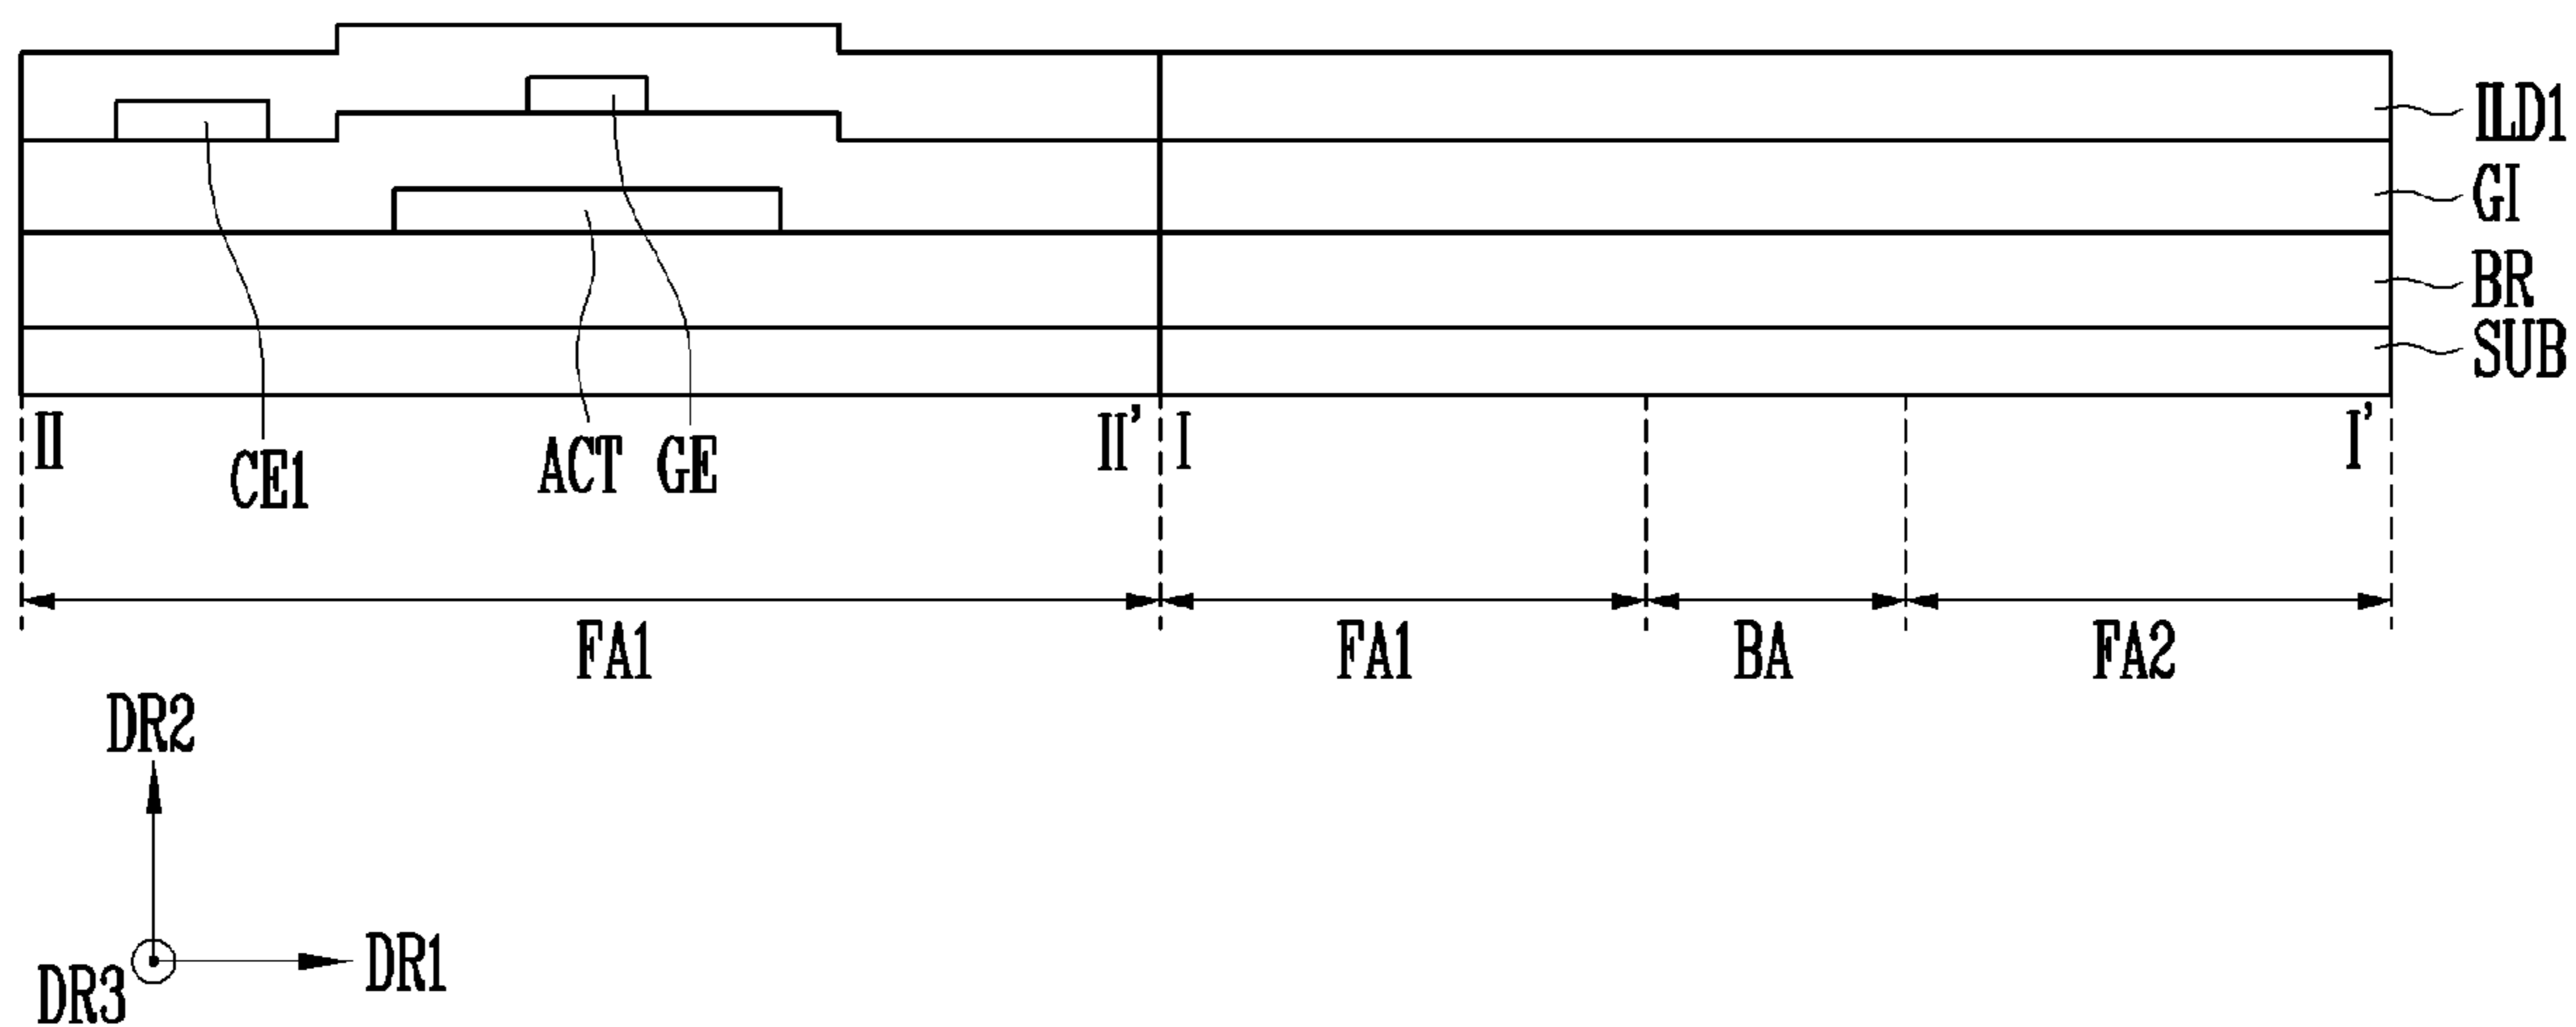 ILD1
GI
BR
SUB
II
II'
I
I'
CE1
ACT
GE
FA1
FA1
BA
FA2
DR2
DR3
DR1